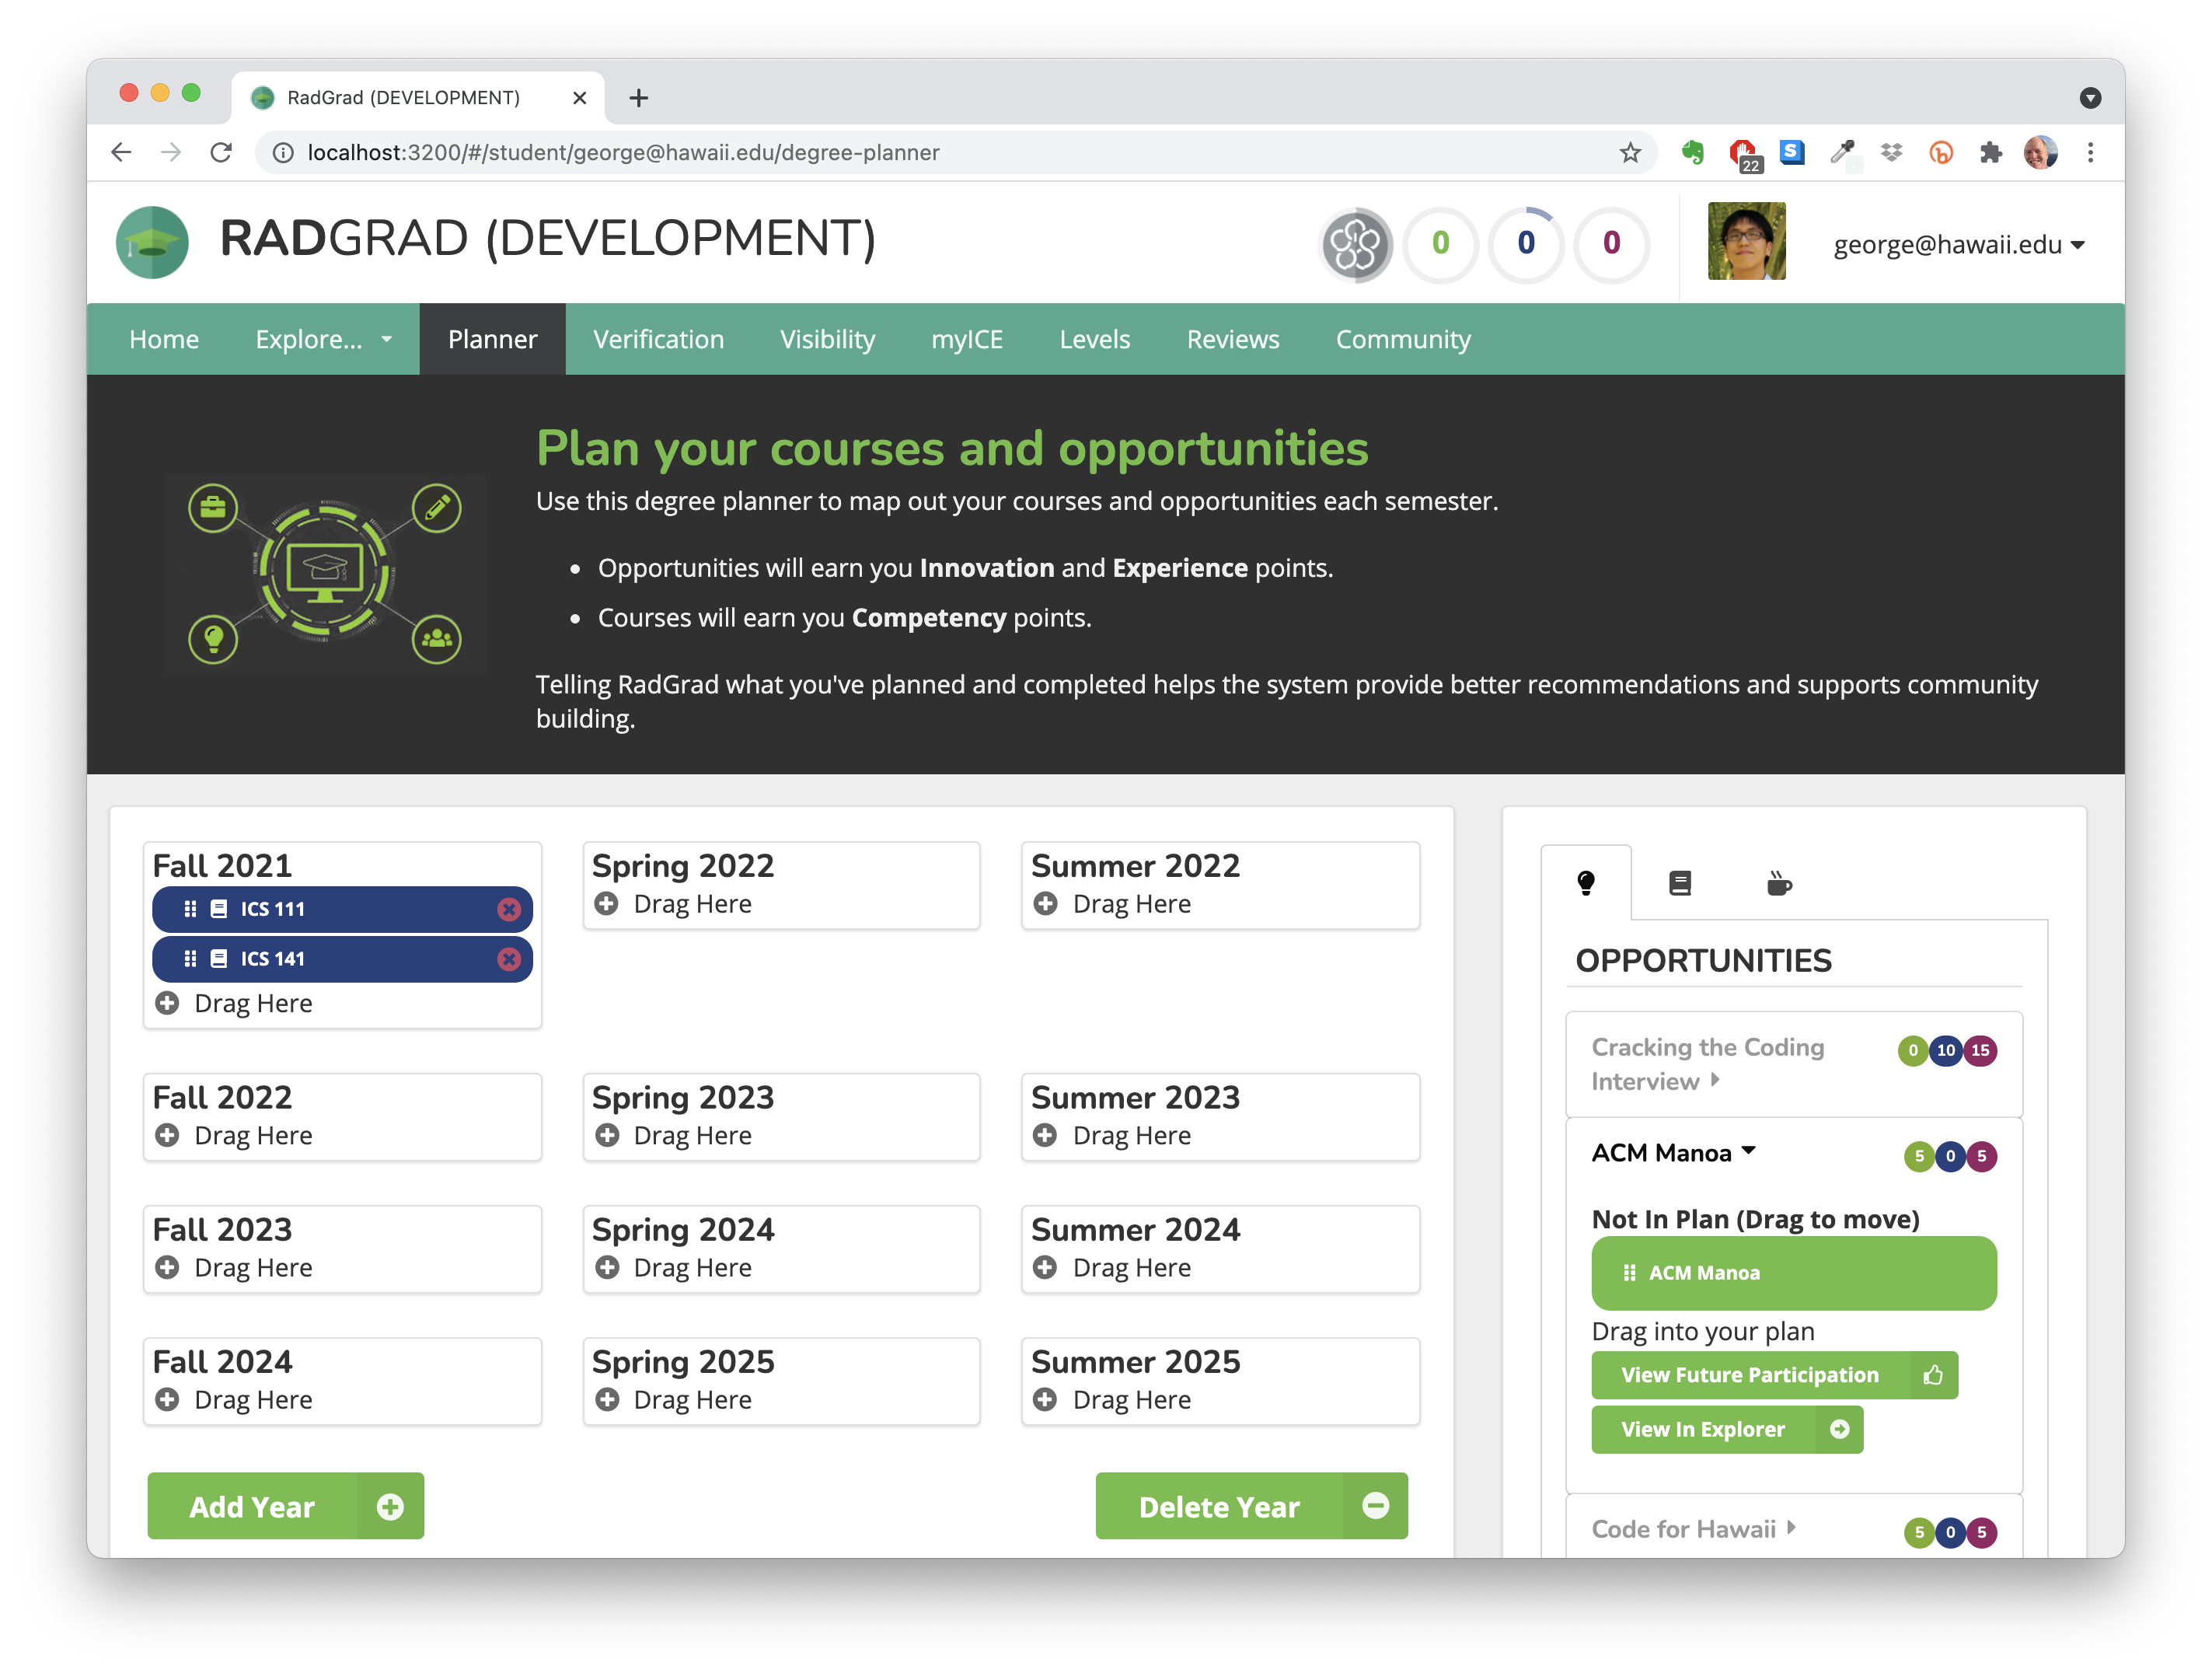 RadGrad (DEVELOPMENT)
localhost:3200/#/student/george@hawaii.edu/degree-planner
22
RADGRAD (DEVELOPMENT)
0
0
0
george@hawaii.edu
Home
Explore...
Planner
Verification
Visibility
myICE
Levels
Reviews
Community
Plan your courses and opportunities
Use this degree planner to map out your courses and opportunities each semester.
Opportunities will earn you Innovation and Experience points.
Courses will earn you Competency points.
Telling RadGrad what you've planned and completed helps the system provide better recommendations and supports community
building.
Fall 2021
ICS 111
ICS 141
Drag Here
Spring 2022
Drag Here
Summer 2022
Drag Here
Fall 2022
Drag Here
Spring 2023
Drag Here
Summer 2023
Drag Here
Fall 2023
Drag Here
Spring 2024
Drag Here
Summer 2024
Drag Here
Fall 2024
Drag Here
Spring 2025
Drag Here
Summer 2025
Drag Here
Add Year
Delete Year
OPPORTUNITIES
Cracking the Coding
Interview
0 10 15
ACM Manoa
5 0 5
Not In Plan (Drag to move)
ACM Manoa
Drag into your plan
View Future Participation
View In Explorer
Code for Hawaii
5 0 5